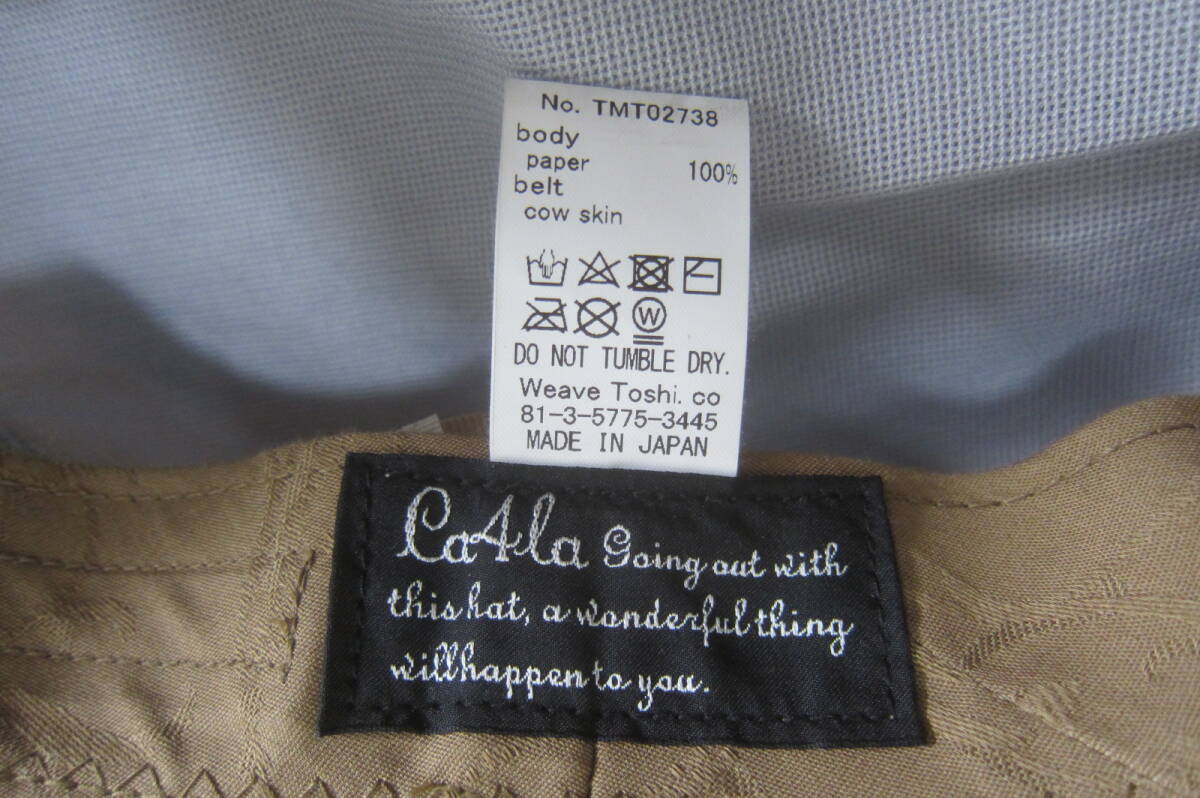 No. TMT02738
body
paper 100%
belt
cow skin
W
DO NOT TUMBLE DRY.
Weave Toshi. co
81-3-5775-3445
MADE IN JAPAN
Ca4la Going out with
this hat, a wonderful thing
will happen to you.